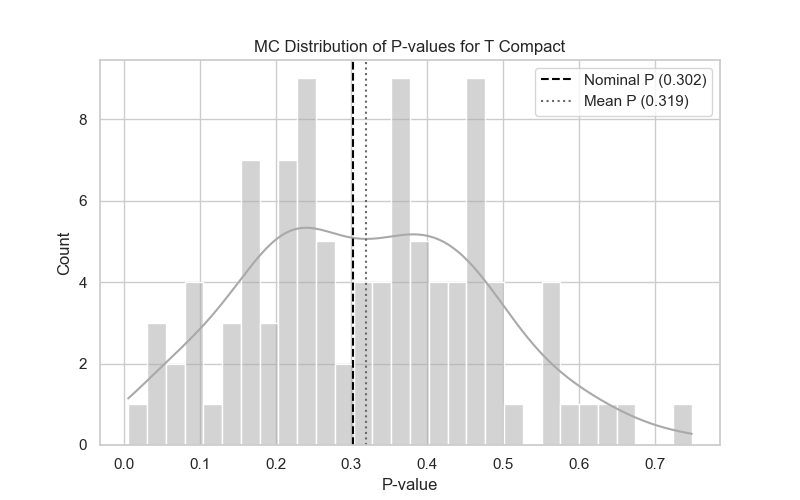 MC Distribution of P-values for T Compact
Nominal P (0.302)
Mean P (0.319)
Count
8
6
4
2
0
0.0 0.1 0.2 0.3 0.4 0.5 0.6 0.7
P-value